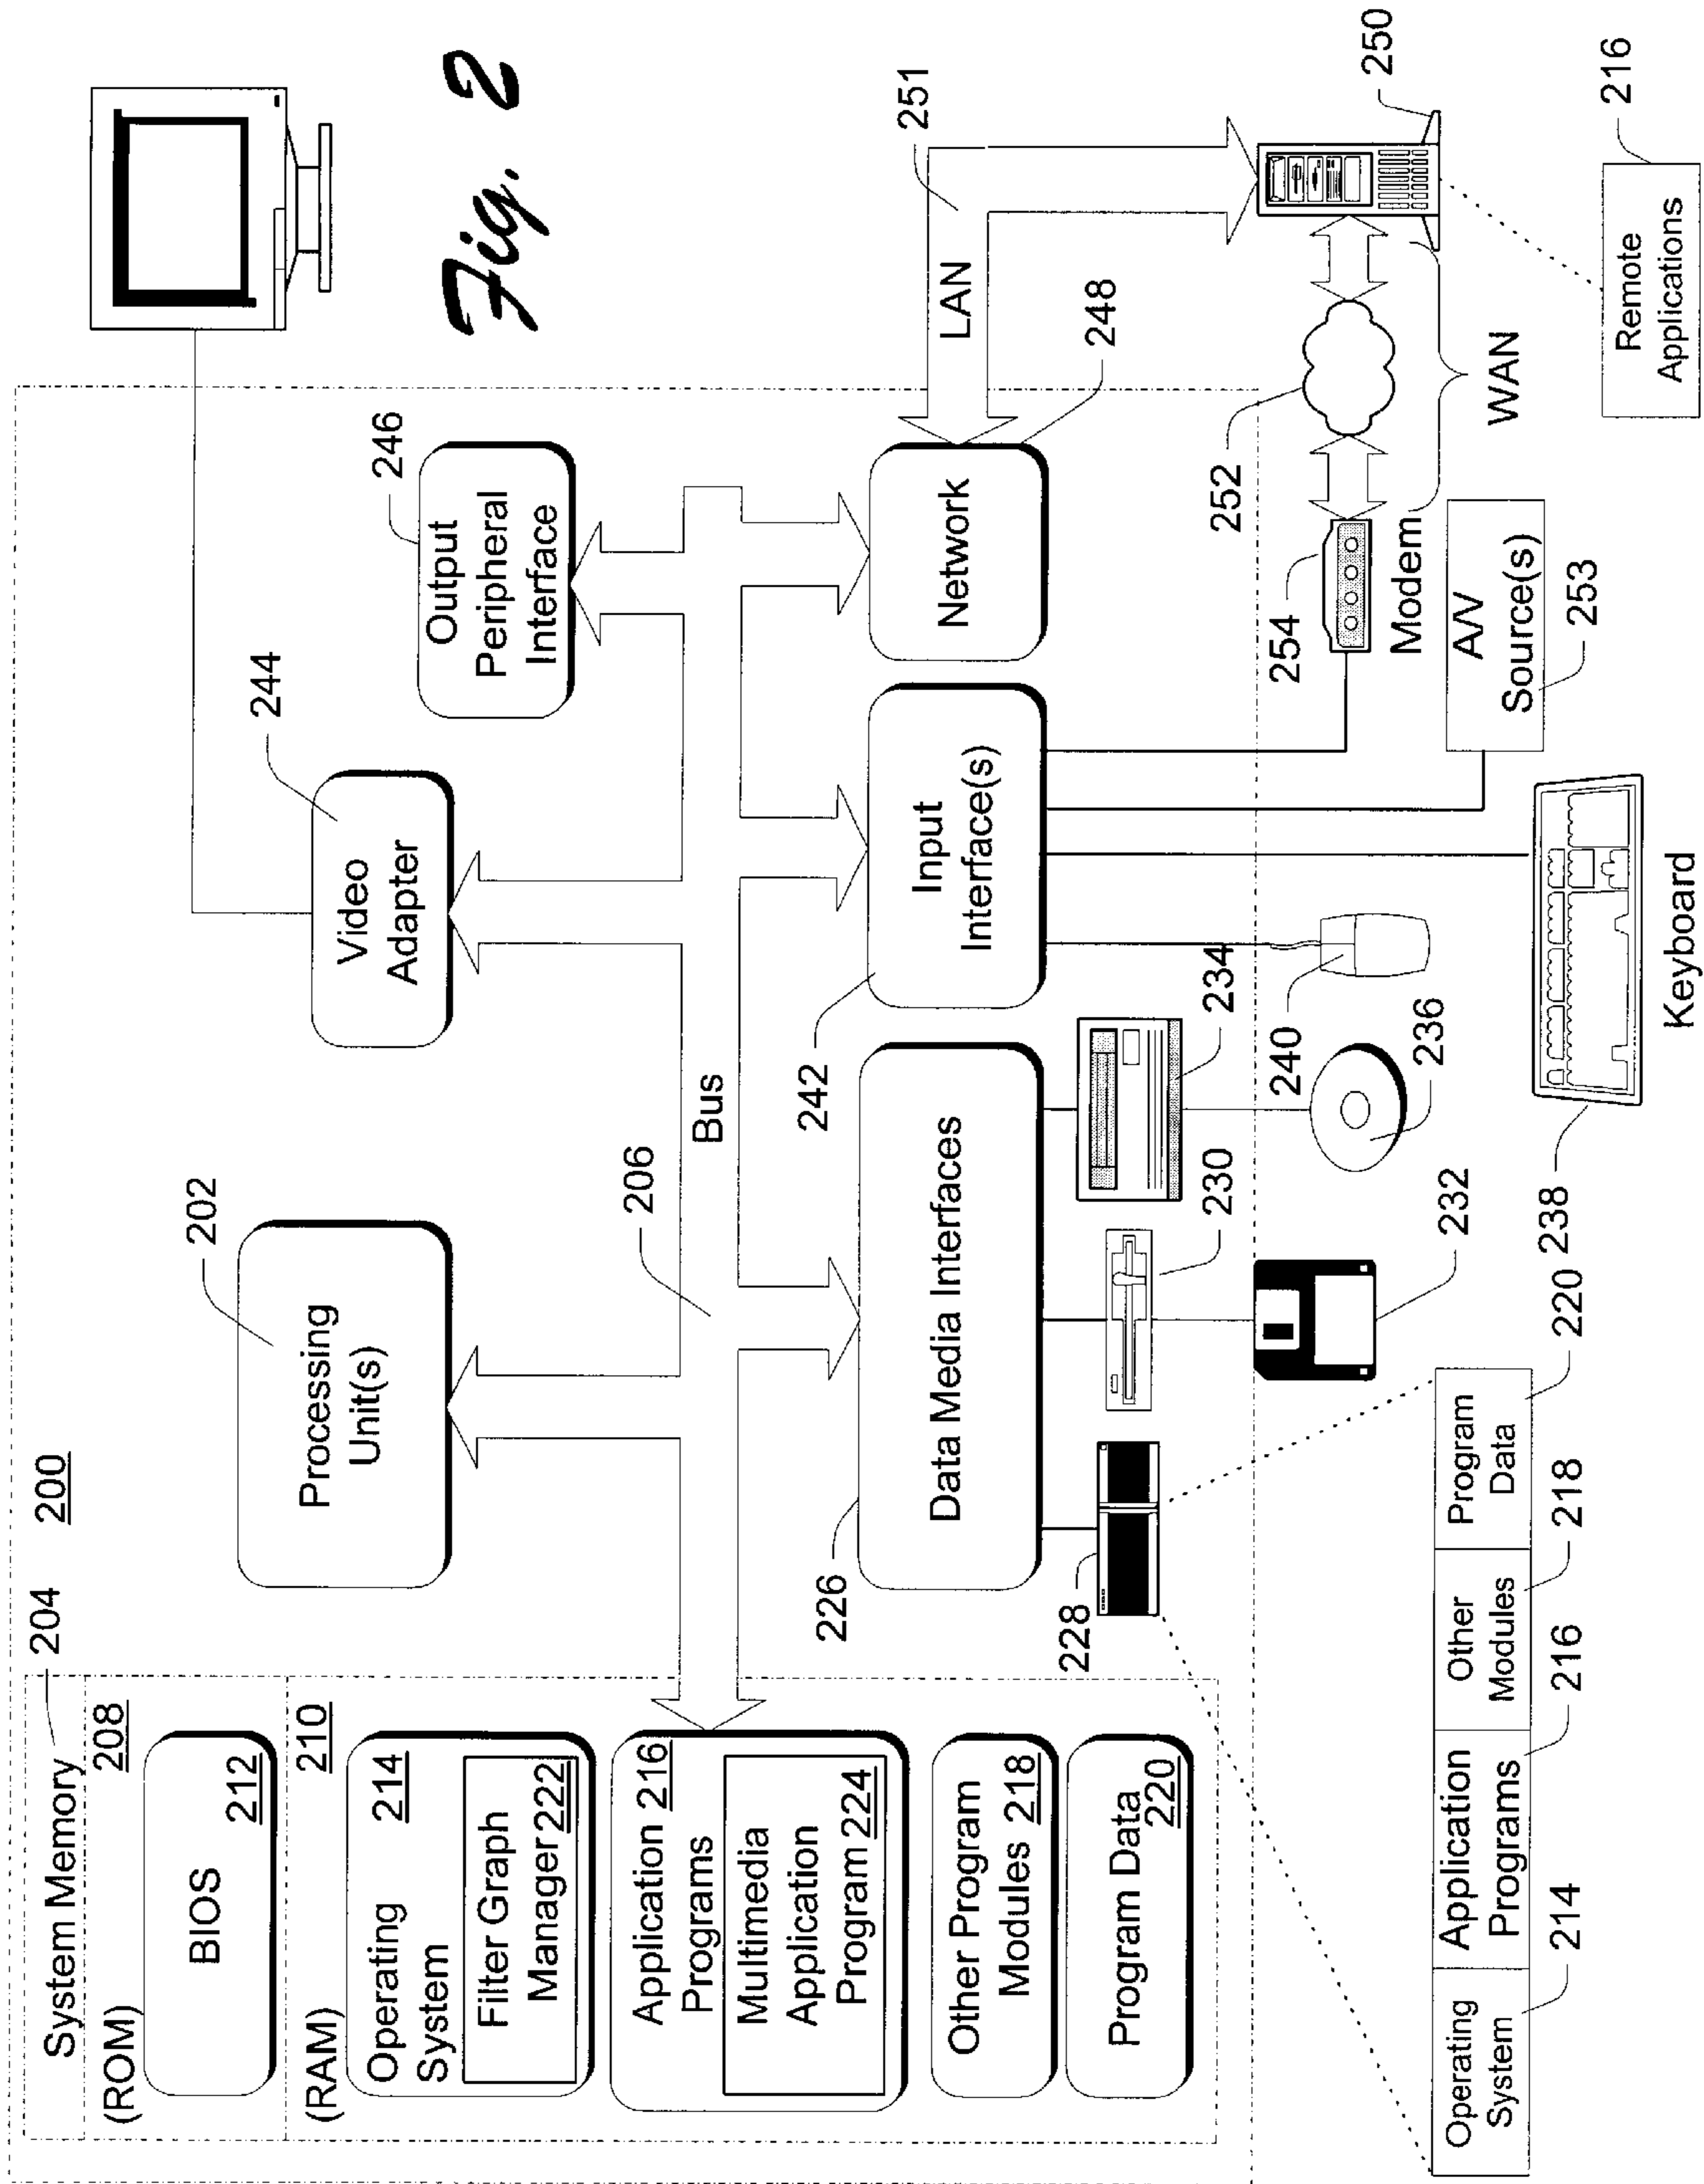 Fig. 2
200
System Memory
204
(ROM)
208
BIOS
212
(RAM)
210
Operating
System
214
Filter Graph
Manager
222
Application
Programs
216
Multimedia
Application
Program
224
Other Program
Modules
218
Program Data
220
Processing
Unit(s)
202
Bus
206
Video
Adapter
244
Output
Peripheral
Interface
246
Data Media Interfaces
226
Input
Interface(s)
242
Network
248
LAN
251
250
228
230
232
234
236
240
238
Keyboard
254
Modem
252
WAN
A/V
Source(s)
253
Remote
Applications
216
Operating
System
214
Application
Programs
216
Other
Modules
218
Program
Data
220